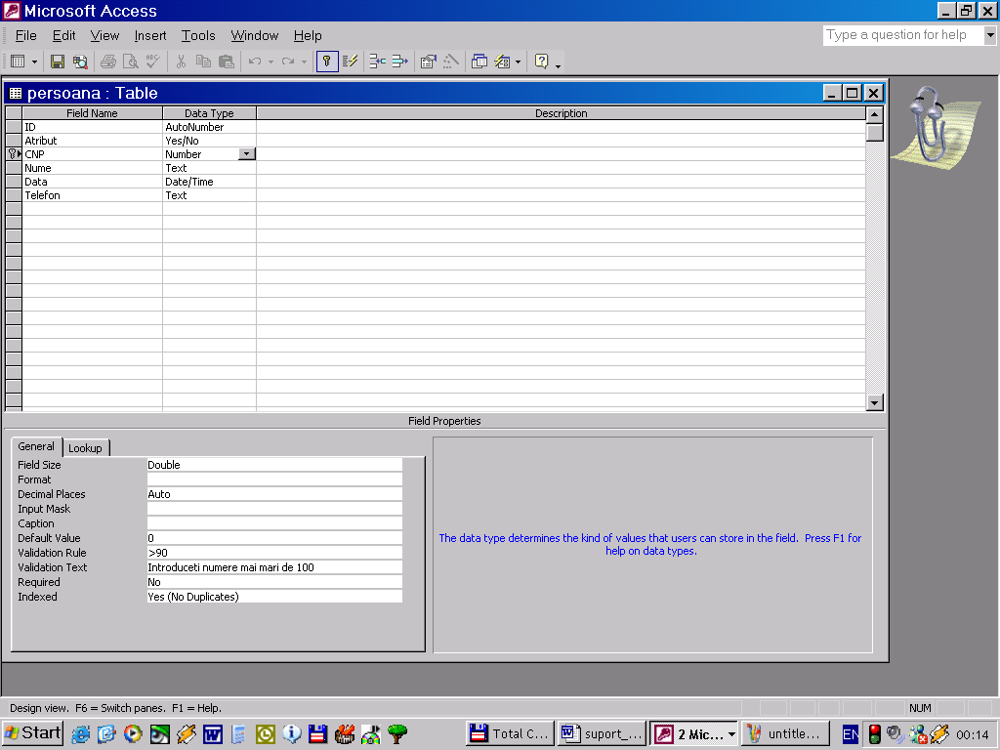 Microsoft Access
File Edit View Insert Tools Window Help
Type a question for help
persoana : Table
Field Name Data Type Description
ID AutoNumber
Atribut Yes/No
CNP Number
Nume Text
Data Date/Time
Telefon Text
Field Properties
General Lookup
Field Size Double
Format
Decimal Places Auto
Input Mask
Caption
Default Value 0
Validation Rule >90
Validation Text Introduceti numere mai mari de 100
Required No
Indexed Yes (No Duplicates)
The data type determines the kind of values that users can store in the field. Press F1 for
help on data types.
Design view. F6 = Switch panes. F1 = Help. NUM
Start Total C... suport_... 2 Mic... untitle... EN 00:14